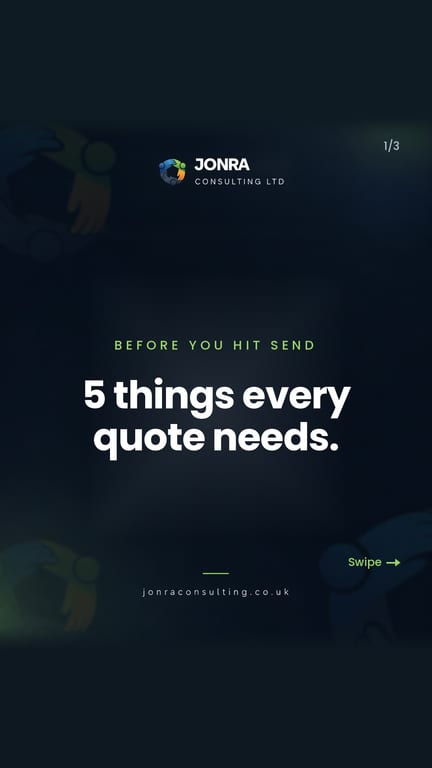 1/3
JONRA
CONSULTING LTD
BEFORE YOU HIT SEND
5 things every
quote needs.
Swipe →
jonraconsulting.co.uk